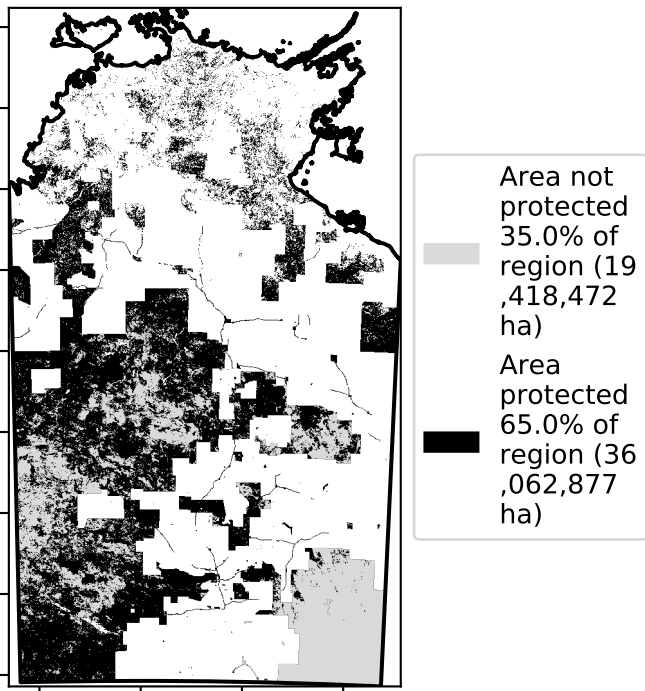 Area not
protected
35.0% of
region (19
,418,472
ha)
Area
protected
65.0% of
region (36
,062,877
ha)